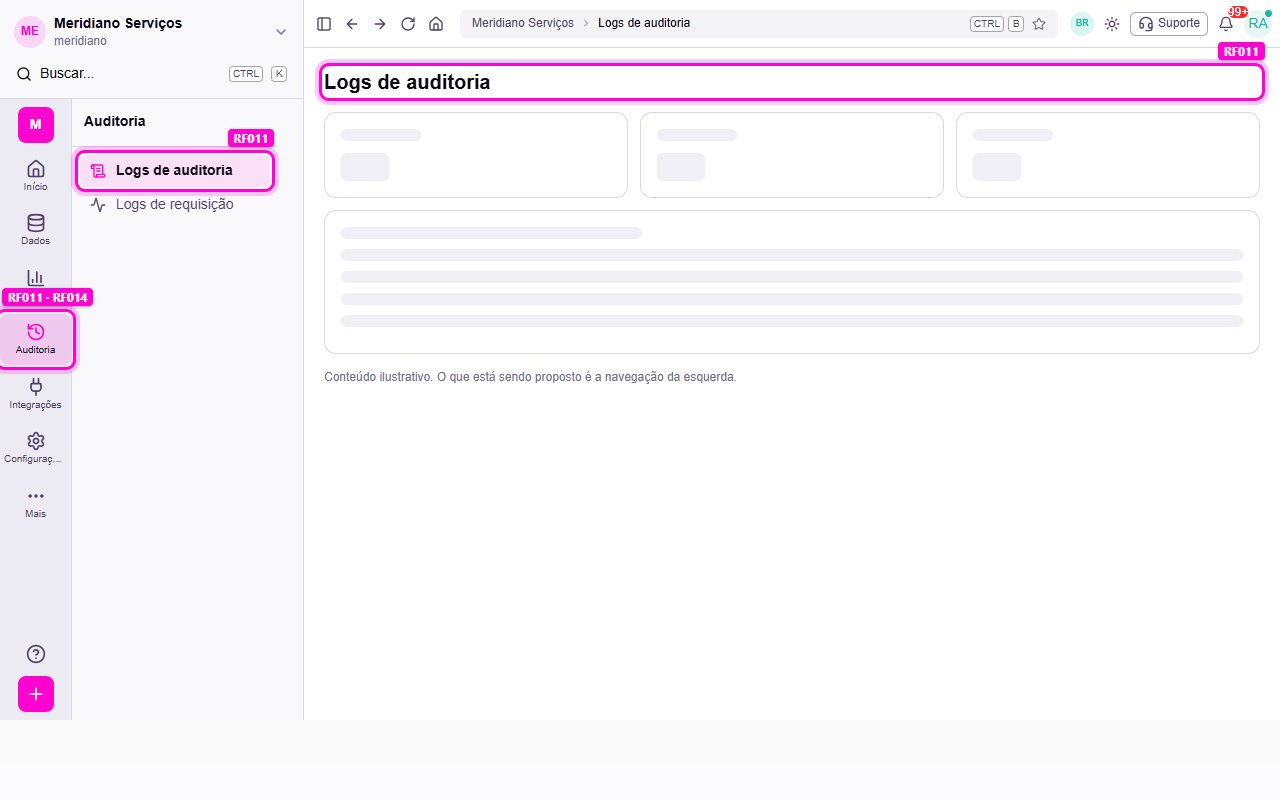 ME
Meridiano Serviços
meridiano
Buscar...
CTRL K
M
Início
Dados
RF011 - RF014
Auditoria
Integrações
Configuraç...
Mais
Auditoria
RF011
Logs de auditoria
Logs de requisição
Meridiano Serviços > Logs de auditoria
CTRL B
BR
Suporte
99+
RA
RF011
Logs de auditoria
Conteúdo ilustrativo. O que está sendo proposto é a navegação da esquerda.